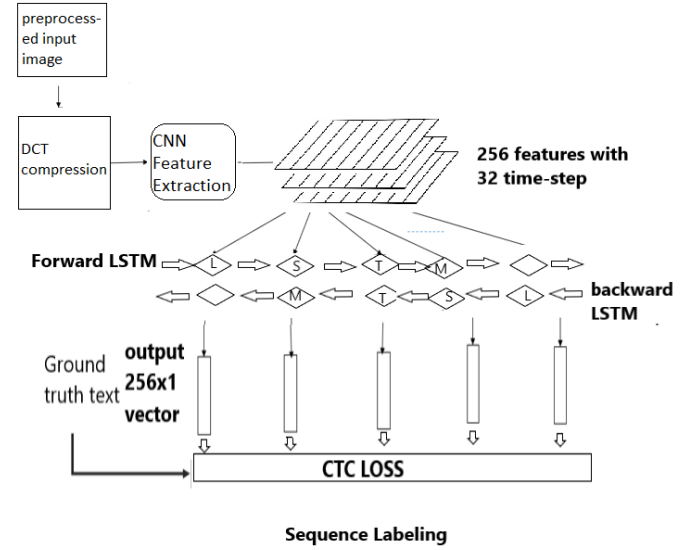 preprocess-
ed input
image
DCT
compression
CNN
Feature
Extraction
256 features with
32 time-step
Forward LSTM
L
S
T
M
M
T
S
L
backward
LSTM
Ground
truth text
output
256x1
vector
CTC LOSS
Sequence Labeling